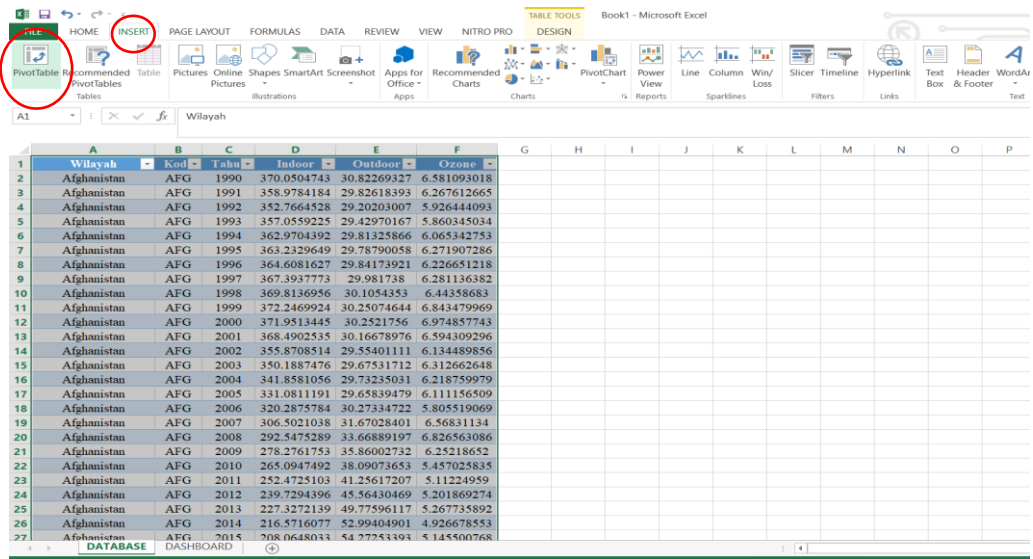 TABLE TOOLS Book1 - Microsoft Excel
FILE HOME INSERT PAGE LAYOUT FORMULAS DATA REVIEW VIEW NITRO PRO DESIGN
PivotTable Recommended PivotTables Table Pictures Online Pictures Shapes SmartArt Screenshot Apps for Office Recommended Charts PivotChart Power View Line Column Win/ Loss Slicer Timeline Hyperlink Text Box Header & Footer WordAr
Tables Illustrations Apps Charts Reports Sparklines Filters Links Text
A1 fx Wilayah
A B C D E F G H I J K L M N O P
1 Wilayah Kod Tahu Indoor Outdoor Ozone
2 Afghanistan AFG 1990 370.0504743 30.82269327 6.581093018
3 Afghanistan AFG 1991 358.9784184 29.82618393 6.267612665
4 Afghanistan AFG 1992 352.7664528 29.20203007 5.926444093
5 Afghanistan AFG 1993 357.0559225 29.42970167 5.860345034
6 Afghanistan AFG 1994 362.9704392 29.81325866 6.065342753
7 Afghanistan AFG 1995 363.2329649 29.78790058 6.271907286
8 Afghanistan AFG 1996 364.6081627 29.84173921 6.226651218
9 Afghanistan AFG 1997 367.3937773 29.981738 6.281136382
10 Afghanistan AFG 1998 369.8136956 30.1054353 6.44358683
11 Afghanistan AFG 1999 372.2469924 30.25074644 6.843479969
12 Afghanistan AFG 2000 371.9513445 30.2521756 6.974857743
13 Afghanistan AFG 2001 368.4902535 30.16678976 6.594309296
14 Afghanistan AFG 2002 355.8708514 29.55401111 6.134489856
15 Afghanistan AFG 2003 350.1887476 29.67531712 6.312662648
16 Afghanistan AFG 2004 341.8581056 29.73235031 6.218759979
17 Afghanistan AFG 2005 331.0811191 29.65839479 6.111156509
18 Afghanistan AFG 2006 320.2875784 30.27334722 5.805519069
19 Afghanistan AFG 2007 306.5021038 31.67028401 6.56831134
20 Afghanistan AFG 2008 292.5475289 33.66889197 6.826563086
21 Afghanistan AFG 2009 278.2761753 35.86002732 6.25218652
22 Afghanistan AFG 2010 265.0947492 38.09073653 5.457025835
23 Afghanistan AFG 2011 252.4725103 41.25617207 5.11224959
24 Afghanistan AFG 2012 239.7294396 45.56430469 5.201869274
25 Afghanistan AFG 2013 227.3272139 49.77596117 5.267735892
26 Afghanistan AFG 2014 216.5716077 52.99404901 4.926678553
27 Afghanistan AFG 2015 208.0648033 54.27253393 5.145500768
DATABASE DASHBOARD